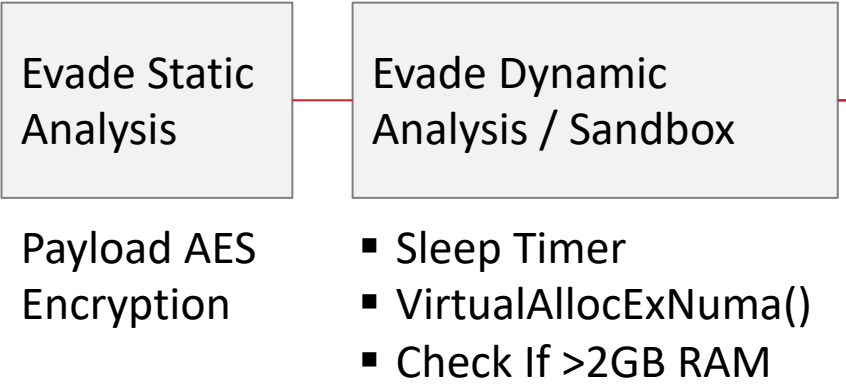 Evade Static
Analysis
Evade Dynamic
Analysis / Sandbox
Payload AES
Encryption
▪ Sleep Timer
▪ VirtualAllocExNuma()
▪ Check If >2GB RAM